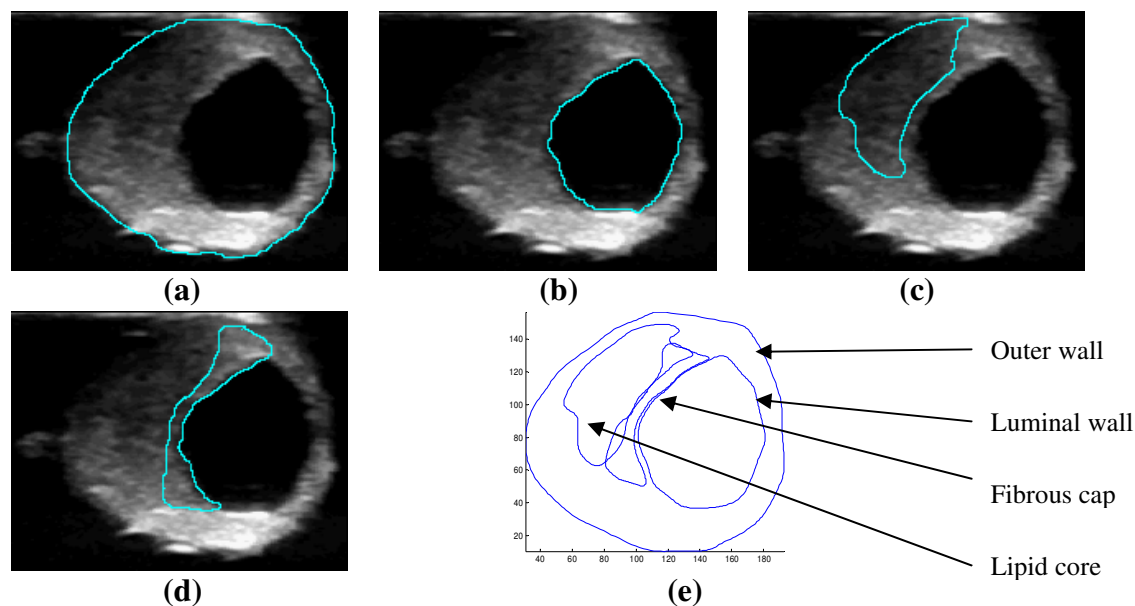 (a)
(b)
(c)
(d)
140
120
100
80
60
40
20
40 60 80 100 120 140 160 180
(e)
Outer wall
Luminal wall
Fibrous cap
Lipid core